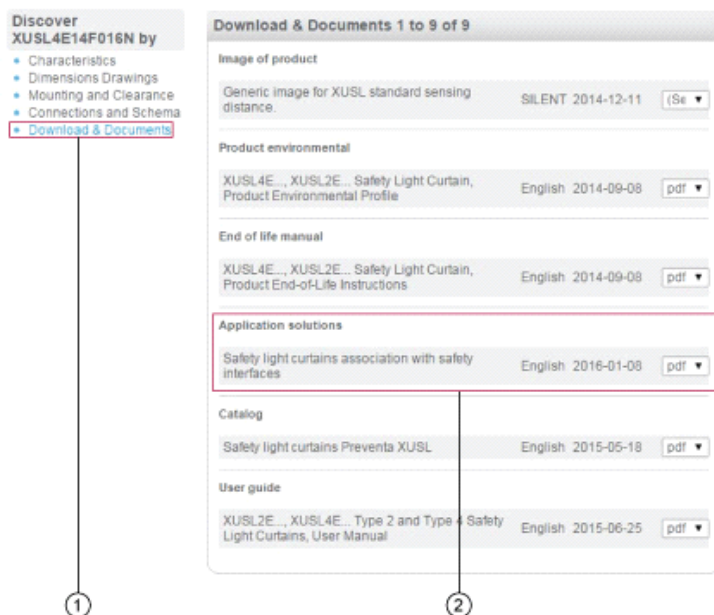 Discover
XUSL4E14F016N by
Characteristics
Dimensions Drawings
Mounting and Clearance
Connections and Schema
Download & Documents
Download & Documents 1 to 9 of 9
Image of product
Generic image for XUSL standard sensing
distance.
SILENT 2014-12-11 (Se
Product environmental
XUSL4E..., XUSL2E... Safety Light Curtain,
Product Environmental Profile
English 2014-09-08 pdf
End of life manual
XUSL4E..., XUSL2E... Safety Light Curtain,
Product End-of-Life Instructions
English 2014-09-08 pdf
Application solutions
Safety light curtains association with safety
interfaces
English 2016-01-08 pdf
Catalog
Safety light curtains Preventa XUSL English 2015-05-18 pdf
User guide
XUSL2E..., XUSL4E... Type 2 and Type 4 Safety
Light Curtains, User Manual
English 2015-06-25 pdf
1
2